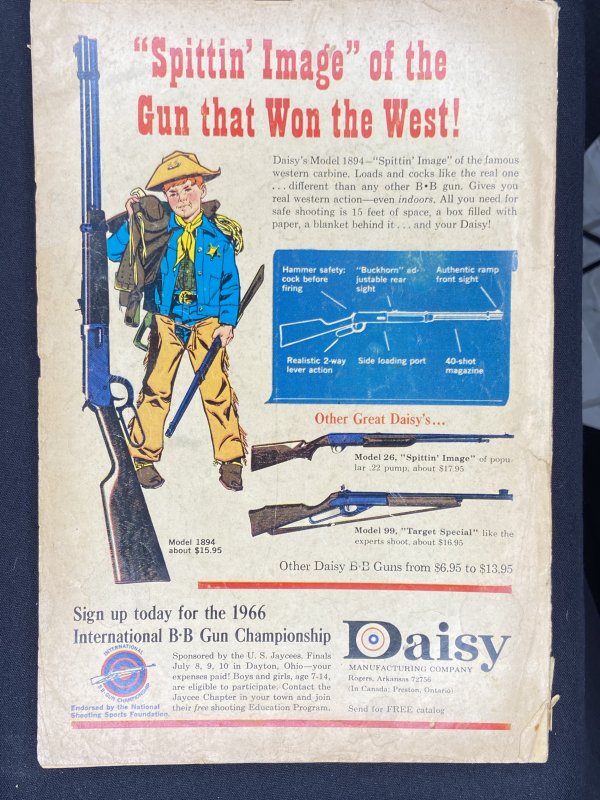 "Spittin' Image" of the
Gun that Won the West!
Daisy's Model 1894—"Spittin' Image" of the famous
western carbine. Loads and cocks like the real one
. . . different than any other B•B gun. Gives you
real western action—even indoors. All you need for
safe shooting is 15 feet of space, a box filled with
paper, a blanket behind it . . . and your Daisy!
Hammer safety:
cock before
firing
"Buckhorn" ad-
justable rear
sight
Authentic ramp
front sight
Realistic 2-way
lever action
Side loading port
40-shot
magazine
Other Great Daisy's...
Model 26, "Spittin' Image" of popu-
lar .22 pump, about $17.95
Model 99, "Target Special" like the
experts shoot, about $16.95
Model 1894
about $15.95
Other Daisy B·B Guns from $6.95 to $13.95
Sign up today for the 1966
International B·B Gun Championship
INTERNATIONAL
B·B GUN CHAMPIONSHIP
Endorsed by the National
Shooting Sports Foundation.
Sponsored by the U. S. Jaycees. Finals
July 8, 9, 10 in Dayton, Ohio—your
expenses paid! Boys and girls, age 7-14,
are eligible to participate. Contact the
Jaycee Chapter in your town and join
their free shooting Education Program.
Daisy
MANUFACTURING COMPANY
Rogers, Arkansas 72756
(In Canada: Preston, Ontario)
Send for FREE catalog